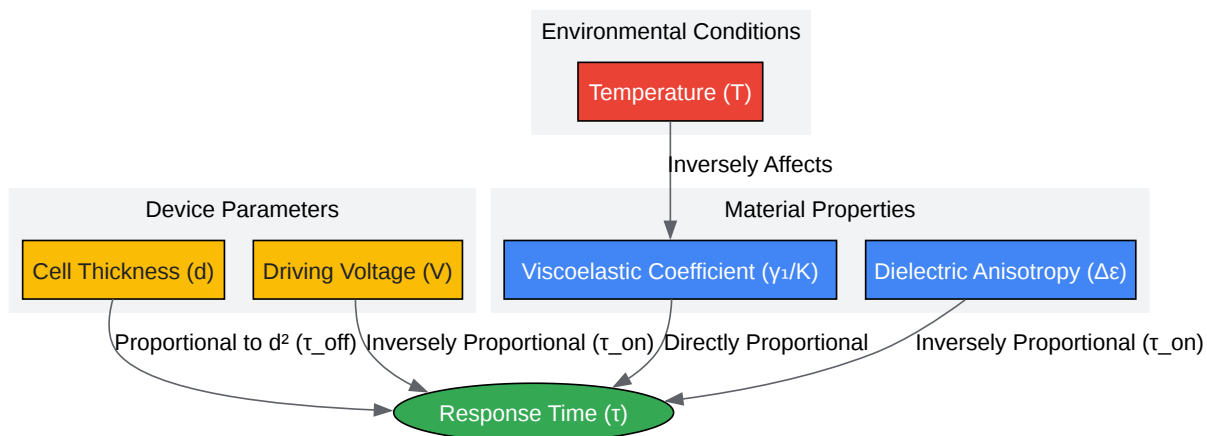 Environmental Conditions
Temperature (T)
Inversely Affects
Device Parameters
Material Properties
Cell Thickness (d)
Driving Voltage (V)
Viscoelastic Coefficient (γ₁/K)
Dielectric Anisotropy (Δε)
Proportional to d² (τ_off)
Inversely Proportional (τ_on)
Directly Proportional
Inversely Proportional (τ_on)
Response Time (τ)